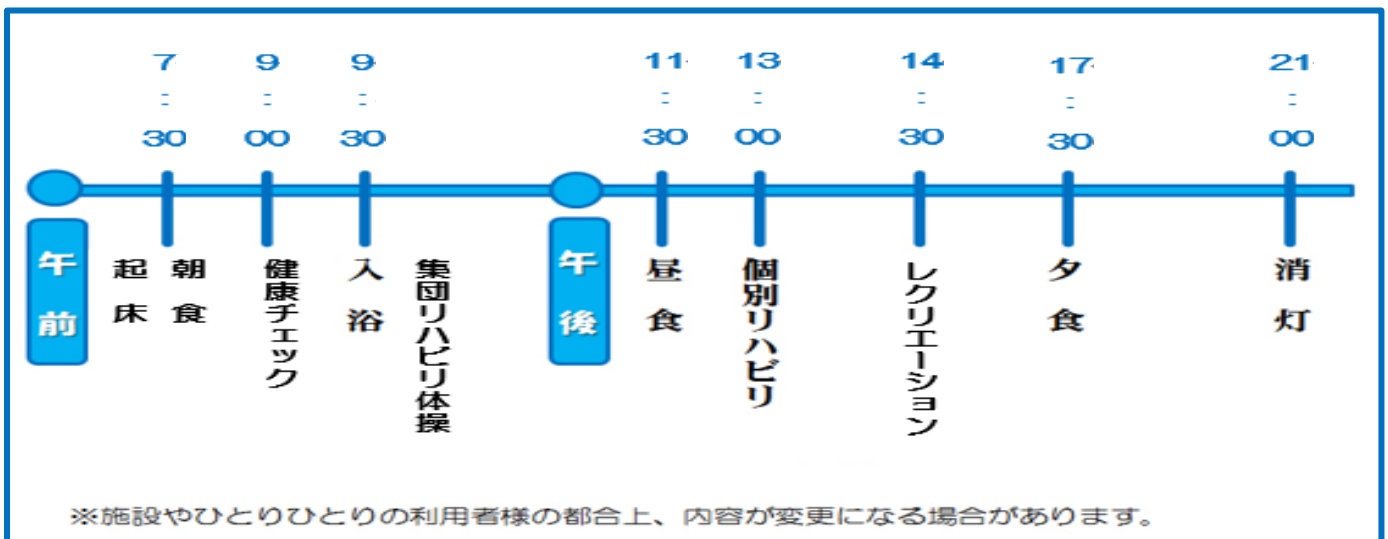 7:30
9:00
9:30
11:30
13:00
14:30
17:30
21:00
午前
起床
朝食
健康チェック
入浴
集団リハビリ体操
午後
昼食
個別リハビリ
レクリエーション
夕食
消灯
※施設やひとりひとりの利用者様の都合上、内容が変更になる場合があります。